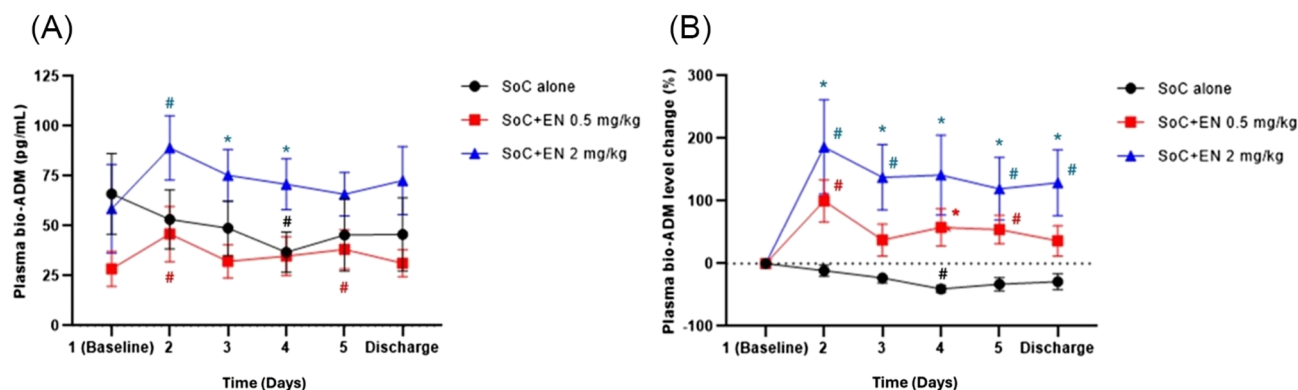 (A)
125
100
75
50
25
0
Plasma bio-ADM (pg/mL)
#
*
*
#
#
#
1 (Baseline) 2 3 4 5 Discharge
Time (Days)
SoC alone
SoC+EN 0.5 mg/kg
SoC+EN 2 mg/kg
(B)
300
200
100
0
-100
Plasma bio-ADM level change (%)
* * * * *
# # # #
# * #
#
1 (Baseline) 2 3 4 5 Discharge
Time (Days)
SoC alone
SoC+EN 0.5 mg/kg
SoC+EN 2 mg/kg